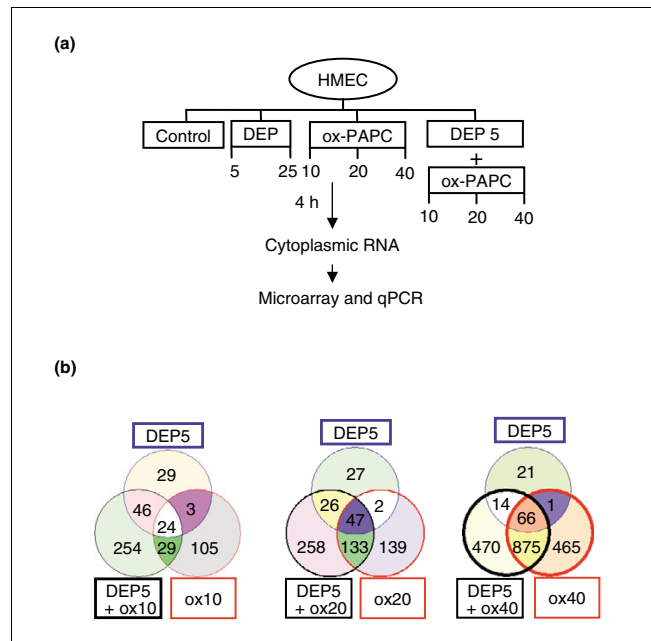 (a)
HMEC
Control DEP ox-PAPC DEP 5
+
5 25 10 20 40 ox-PAPC
4 h 10 20 40
Cytoplasmic RNA
Microarray and qPCR
(b)
DEP5 DEP5 DEP5
29 27 21
46 3 26 2 14 1
24 47 66
254 29 105 258 133 139 470 875 465
DEP5 + ox10 ox10 DEP5 + ox20 ox20 DEP5 + ox40 ox40